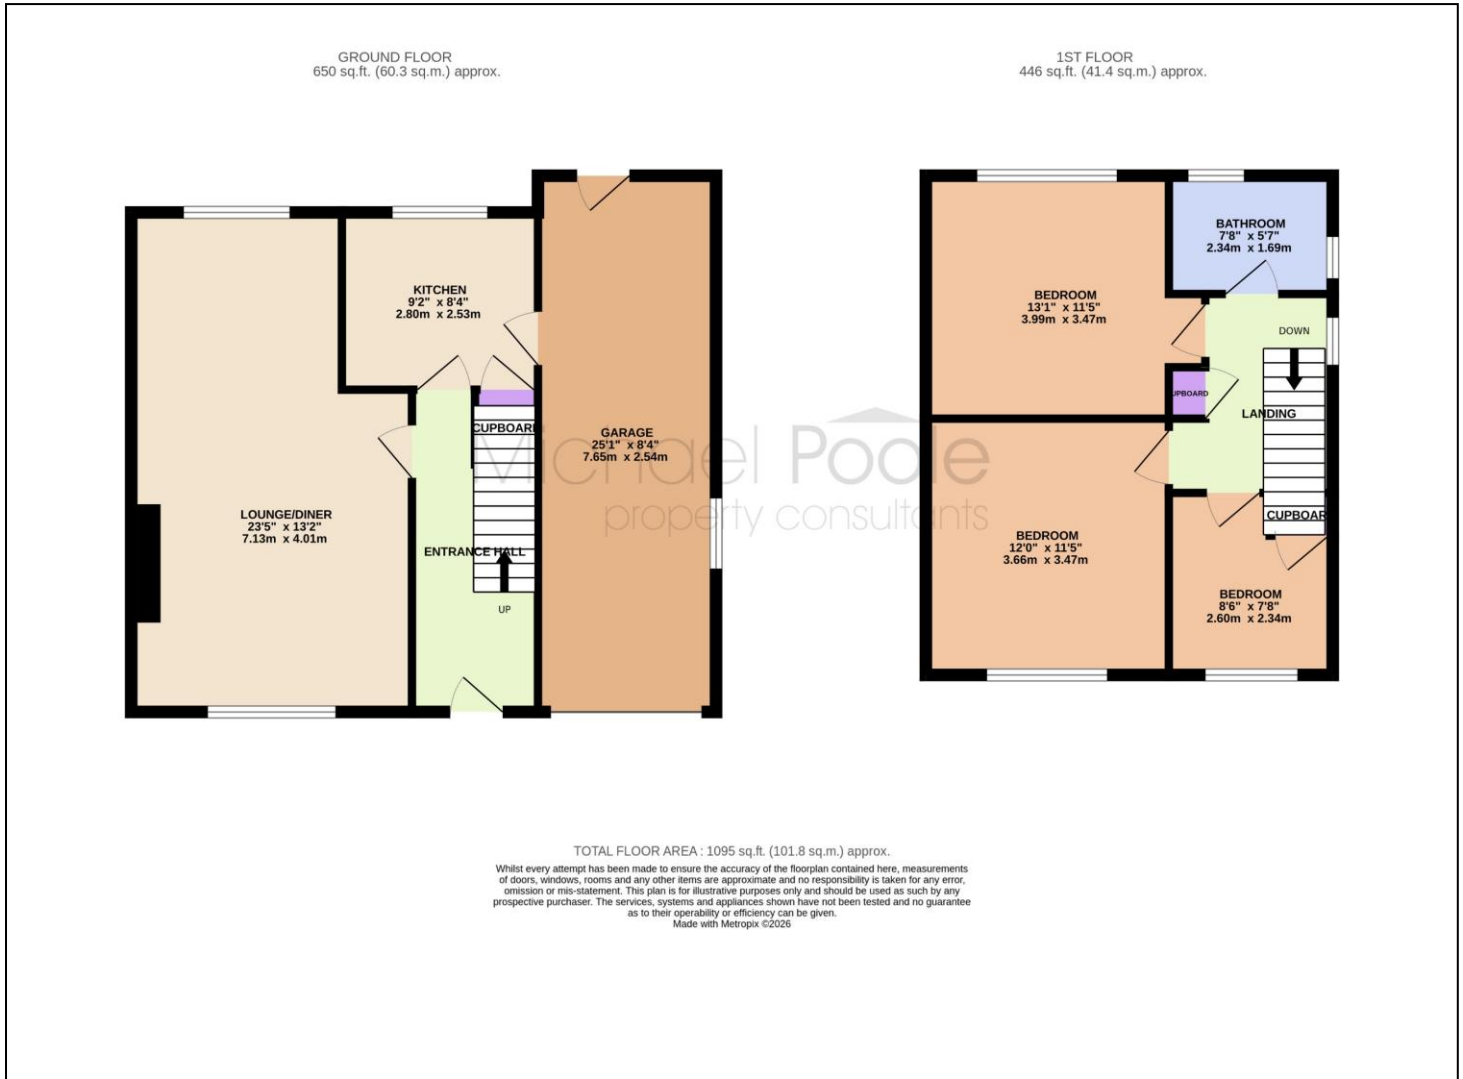 GROUND FLOOR
650 sq.ft. (60.3 sq.m.) approx.
1ST FLOOR
446 sq.ft. (41.4 sq.m.) approx.
KITCHEN
9'2" x 8'4"
2.80m x 2.53m
CUPBOARD
GARAGE
25'1" x 8'4"
7.65m x 2.54m
LOUNGE/DINER
23'5" x 13'2"
7.13m x 4.01m
ENTRANCE HALL
UP
BATHROOM
7'8" x 5'7"
2.34m x 1.69m
BEDROOM
13'1" x 11'5"
3.99m x 3.47m
DOWN
UPBOARD
LANDING
BEDROOM
12'0" x 11'5"
3.66m x 3.47m
CUPBOAR
BEDROOM
8'6" x 7'8"
2.60m x 2.34m
Michael Poole
property consultants
TOTAL FLOOR AREA : 1095 sq.ft. (101.8 sq.m.) approx.
Whilst every attempt has been made to ensure the accuracy of the floorplan contained here, measurements
of doors, windows, rooms and any other items are approximate and no responsibility is taken for any error,
omission or mis-statement. This plan is for illustrative purposes only and should be used as such by any
prospective purchaser. The services, systems and appliances shown have not been tested and no guarantee
as to their operability or efficiency can be given.
Made with Metropix ©2026